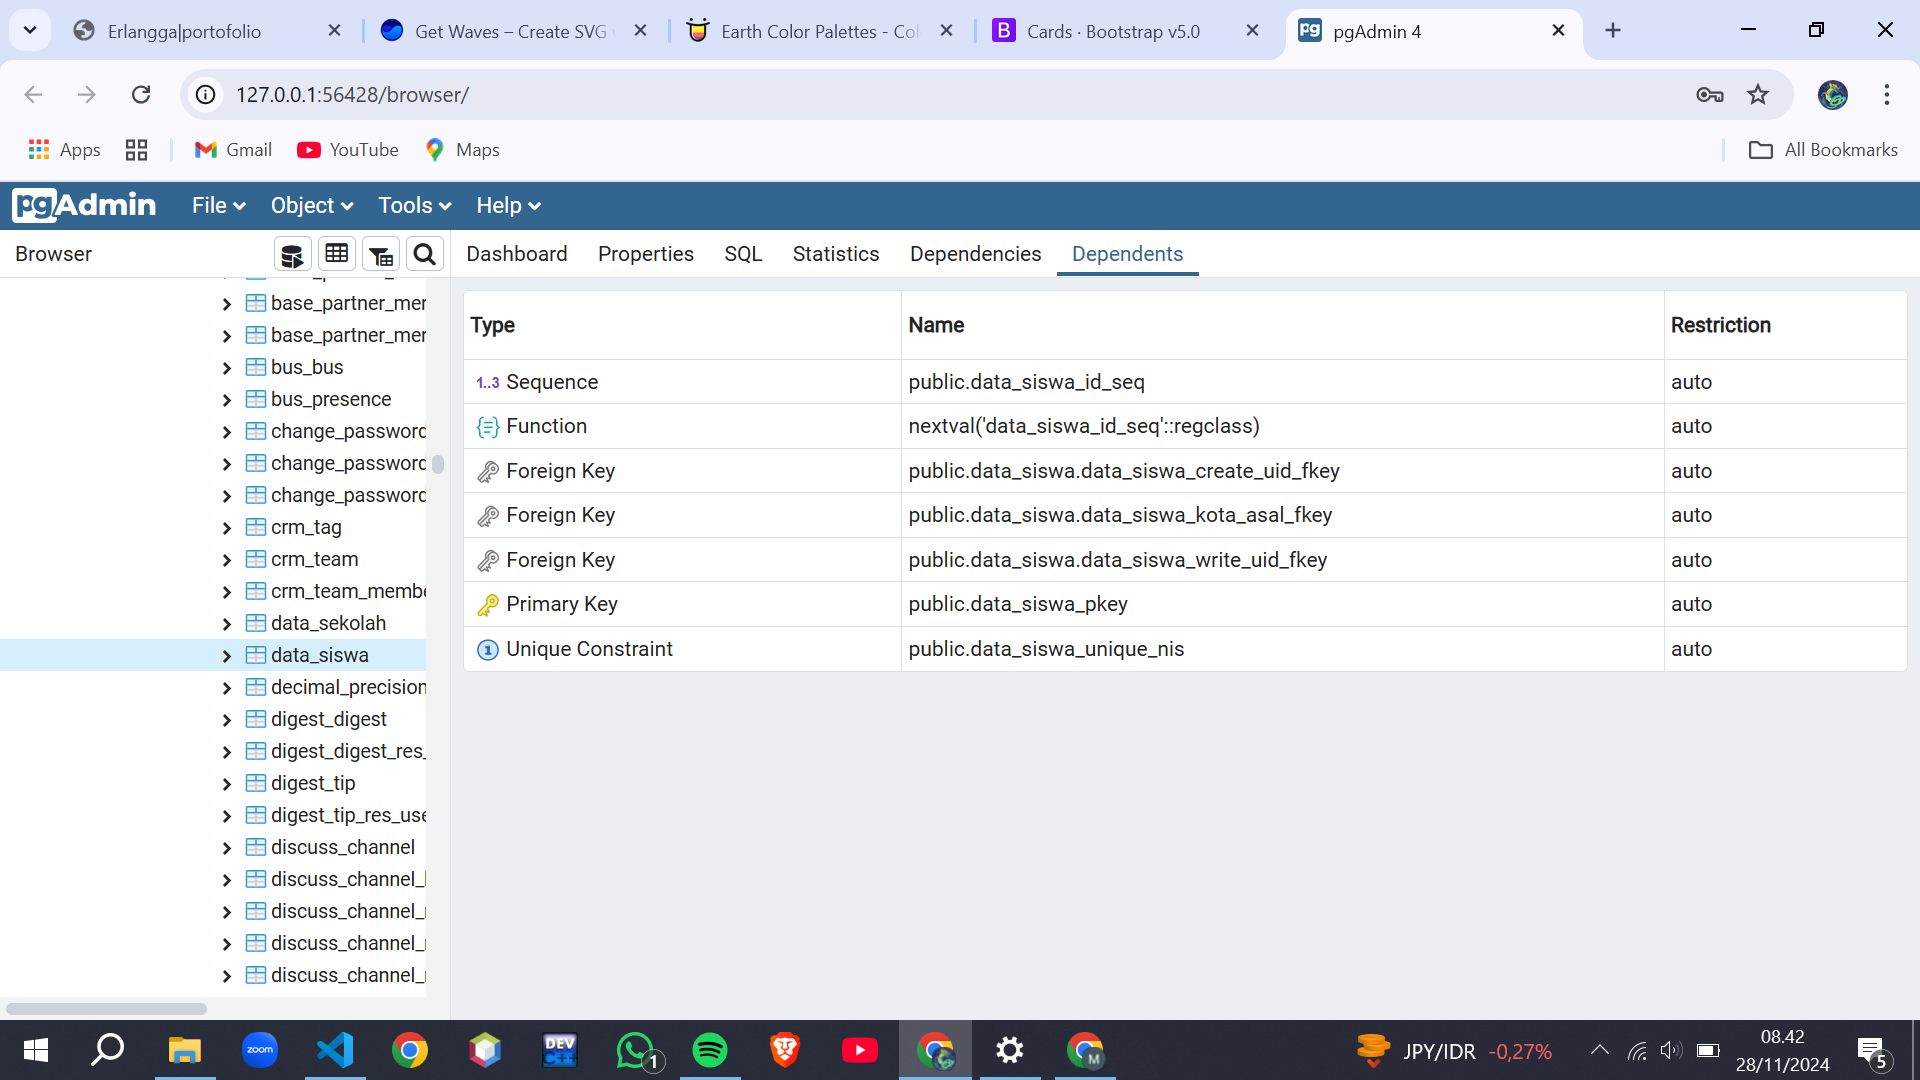 Erlangga|portofolio
Get Waves – Create SVG
Earth Color Palettes - Col
Cards · Bootstrap v5.0
pgAdmin 4
127.0.0.1:56428/browser/
Apps
Gmail
YouTube
Maps
All Bookmarks
pgAdmin
File
Object
Tools
Help
Browser
Dashboard
Properties
SQL
Statistics
Dependencies
Dependents
base_partner_mer
base_partner_mer
bus_bus
bus_presence
change_password
change_password
change_password
crm_tag
crm_team
crm_team_membe
data_sekolah
data_siswa
decimal_precision
digest_digest
digest_digest_res_
digest_tip
digest_tip_res_use
discuss_channel
discuss_channel_
discuss_channel_
discuss_channel_
discuss_channel_
Type Name Restriction
1..3 Sequence public.data_siswa_id_seq auto
Function nextval('data_siswa_id_seq'::regclass) auto
Foreign Key public.data_siswa.data_siswa_create_uid_fkey auto
Foreign Key public.data_siswa.data_siswa_kota_asal_fkey auto
Foreign Key public.data_siswa.data_siswa_write_uid_fkey auto
Primary Key public.data_siswa_pkey auto
1 Unique Constraint public.data_siswa_unique_nis auto
zoom
DEV C++
1
M
JPY/IDR -0,27%
08.42
28/11/2024
5